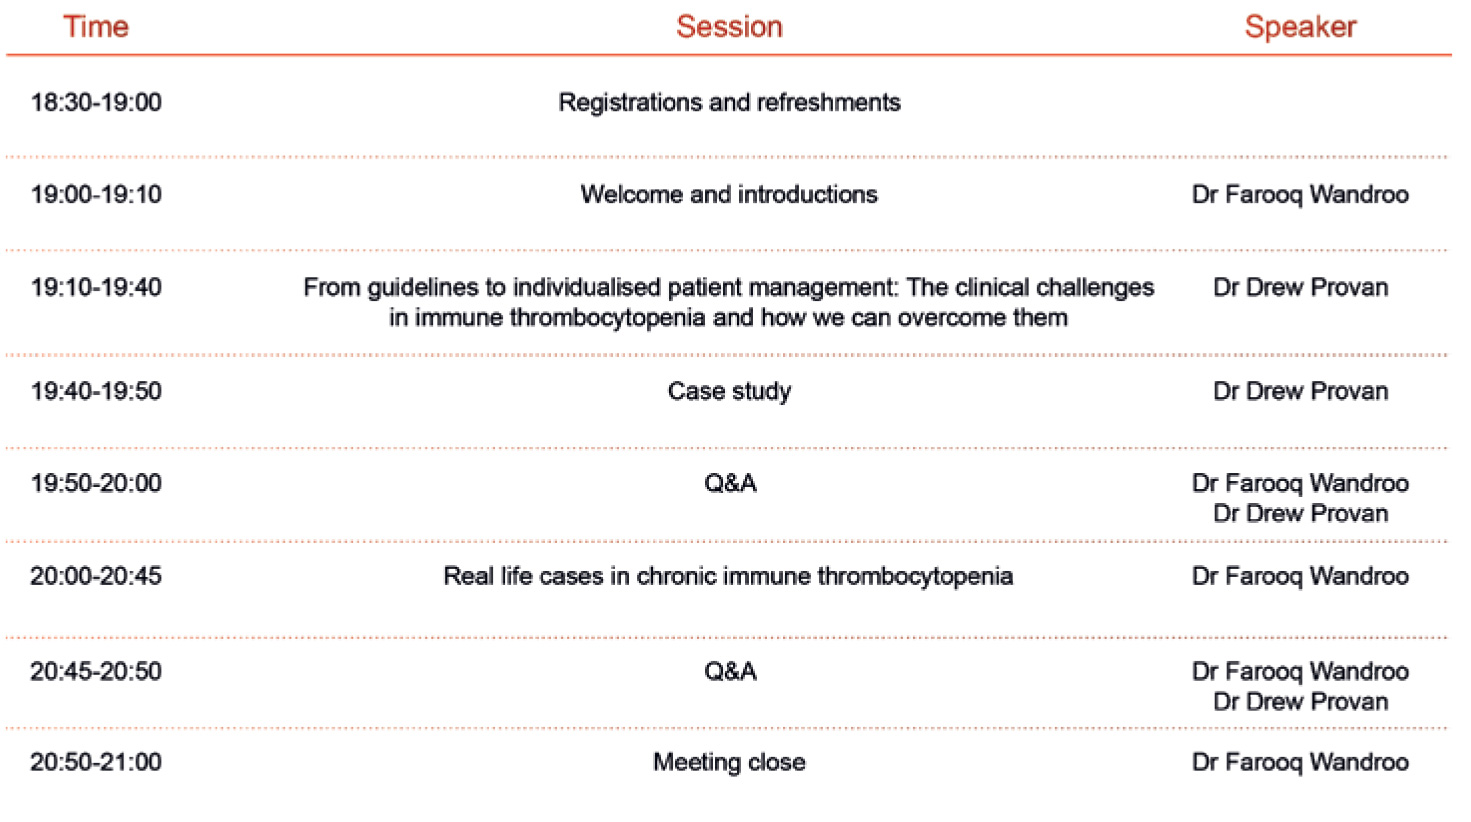 Time Session Speaker
18:30-19:00 Registrations and refreshments
19:00-19:10 Welcome and introductions Dr Farooq Wandroo
19:10-19:40 From guidelines to individualised patient management: The clinical challenges Dr Drew Provan
in immune thrombocytopenia and how we can overcome them
19:40-19:50 Case study Dr Drew Provan
19:50-20:00 Q&A Dr Farooq Wandroo
Dr Drew Provan
20:00-20:45 Real life cases in chronic immune thrombocytopenia Dr Farooq Wandroo
20:45-20:50 Q&A Dr Farooq Wandroo
Dr Drew Provan
20:50-21:00 Meeting close Dr Farooq Wandroo